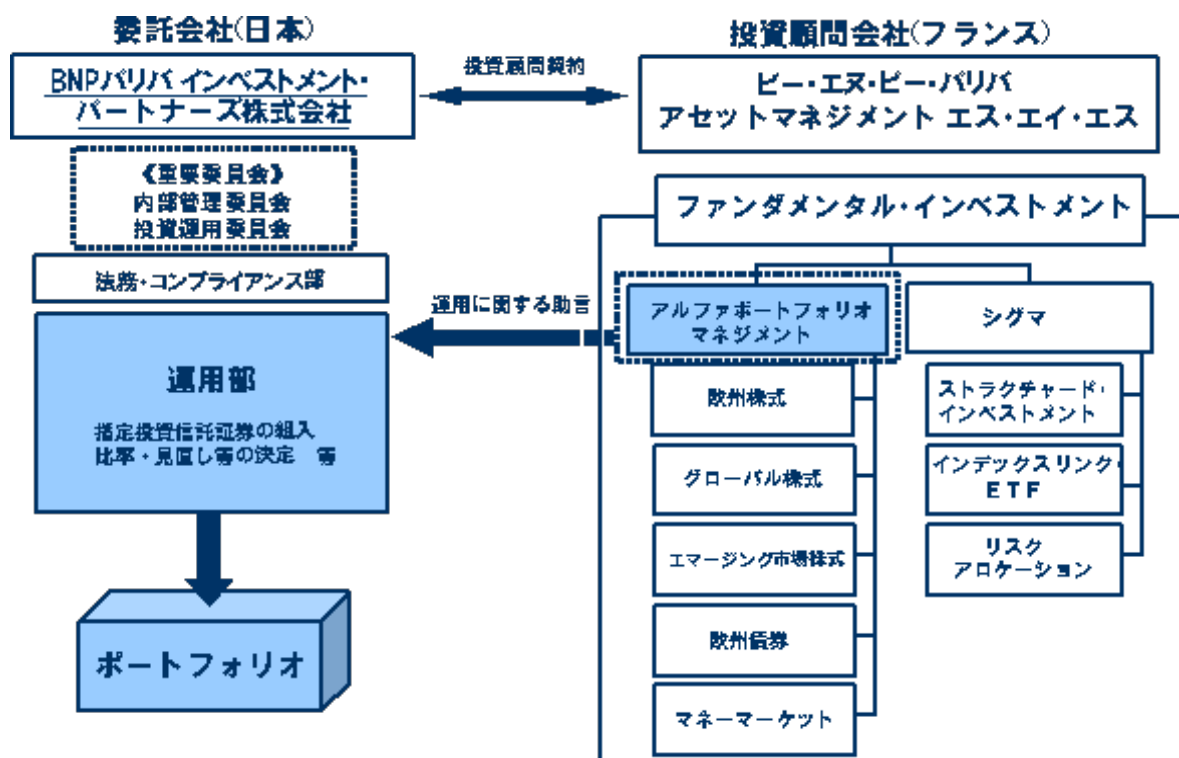 委託会社(日本)
BNPパリバ インベストメント・
パートナーズ株式会社
《重要委員会》
内部管理委員会
投資運用委員会
法務・コンプライアンス部
運用部
指定投資信託証券の組入
比率・見直し等の決定 等
ポートフォリオ
投資顧問契約
運用に関する助言
投資顧問会社(フランス)
ビー・エヌ・ピー・パリバ
アセットマネジメント エス・エイ・エス
ファンダメンタル・インベストメント
アルファポートフォリオ
マネジメント
欧州株式
グローバル株式
エマージング市場株式
欧州債券
マネーマーケット
シグマ
ストラクチャード・
インベストメント
インデックスリンク・
ETF
リスク
アロケーション